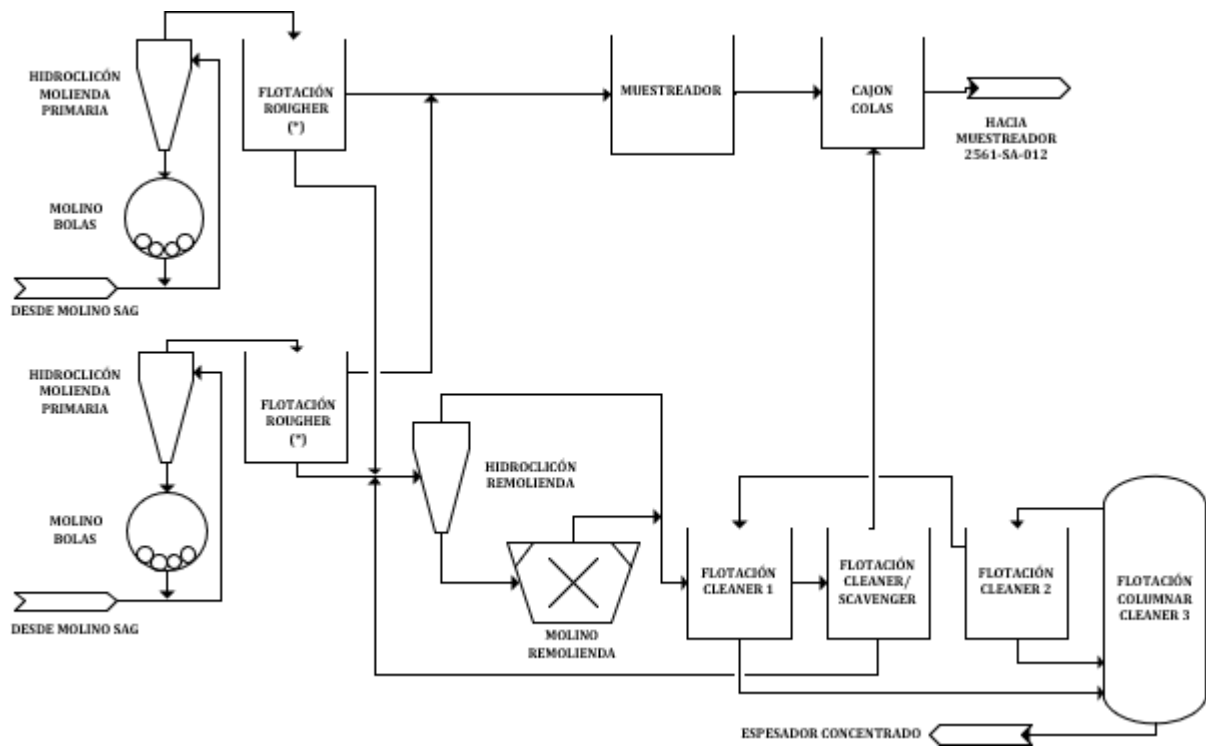 HIDROCLICÓN
MOLIENDA
PRIMARIA
FLOTACIÓN
ROUGHER
(*)
MUESTREADOR
CAJON
COLAS
HACIA
MUESTREADOR
2561-SA-012
MOLINO
BOLAS
DESDE MOLINO SAG
HIDROCLICÓN
MOLIENDA
PRIMARIA
FLOTACIÓN
ROUGHER
(*)
HIDROCLICÓN
REMOLIENDA
MOLINO
BOLAS
DESDE MOLINO SAG
MOLINO
REMOLIENDA
FLOTACIÓN
CLEANER 1
FLOTACIÓN
CLEANER/
SCAVENGER
FLOTACIÓN
CLEANER 2
FLOTACIÓN
COLUMNAR
CLEANER 3
ESPESADOR CONCENTRADO